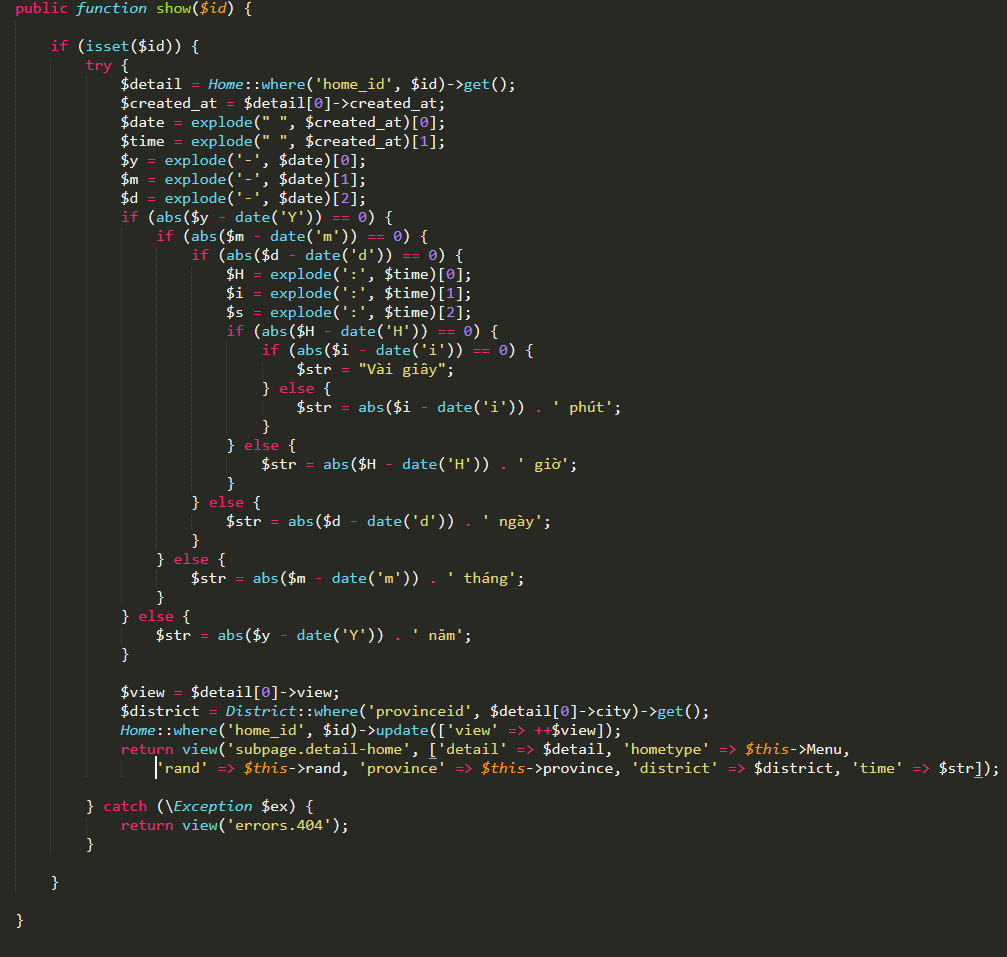 public function show($id) {
if (isset($id)) {
try {
$detail = Home::where('home_id', $id)->get();
$created_at = $detail[0]->created_at;
$date = explode(" ", $created_at)[0];
$time = explode(" ", $created_at)[1];
$y = explode('-', $date)[0];
$m = explode('-', $date)[1];
$d = explode('-', $date)[2];
if (abs($y - date('Y')) == 0) {
if (abs($m - date('m')) == 0) {
if (abs($d - date('d')) == 0) {
$H = explode(':', $time)[0];
$i = explode(':', $time)[1];
$s = explode(':', $time)[2];
if (abs($H - date('H')) == 0) {
if (abs($i - date('i')) == 0) {
$str = "Vài giây";
} else {
$str = abs($i - date('i')) . ' phút';
}
} else {
$str = abs($H - date('H')) . ' giờ';
}
} else {
$str = abs($d - date('d')) . ' ngày';
}
} else {
$str = abs($m - date('m')) . ' tháng';
}
} else {
$str = abs($y - date('Y')) . ' năm';
}
$view = $detail[0]->view;
$district = District::where('provinceid', $detail[0]->city)->get();
Home::where('home_id', $id)->update(['view' => ++$view]);
return view('subpage.detail-home', ['detail' => $detail, 'hometype' => $this->Menu,
'rand' => $this->rand, 'province' => $this->province, 'district' => $district, 'time' => $str]);
} catch (\Exception $ex) {
return view('errors.404');
}
}
}